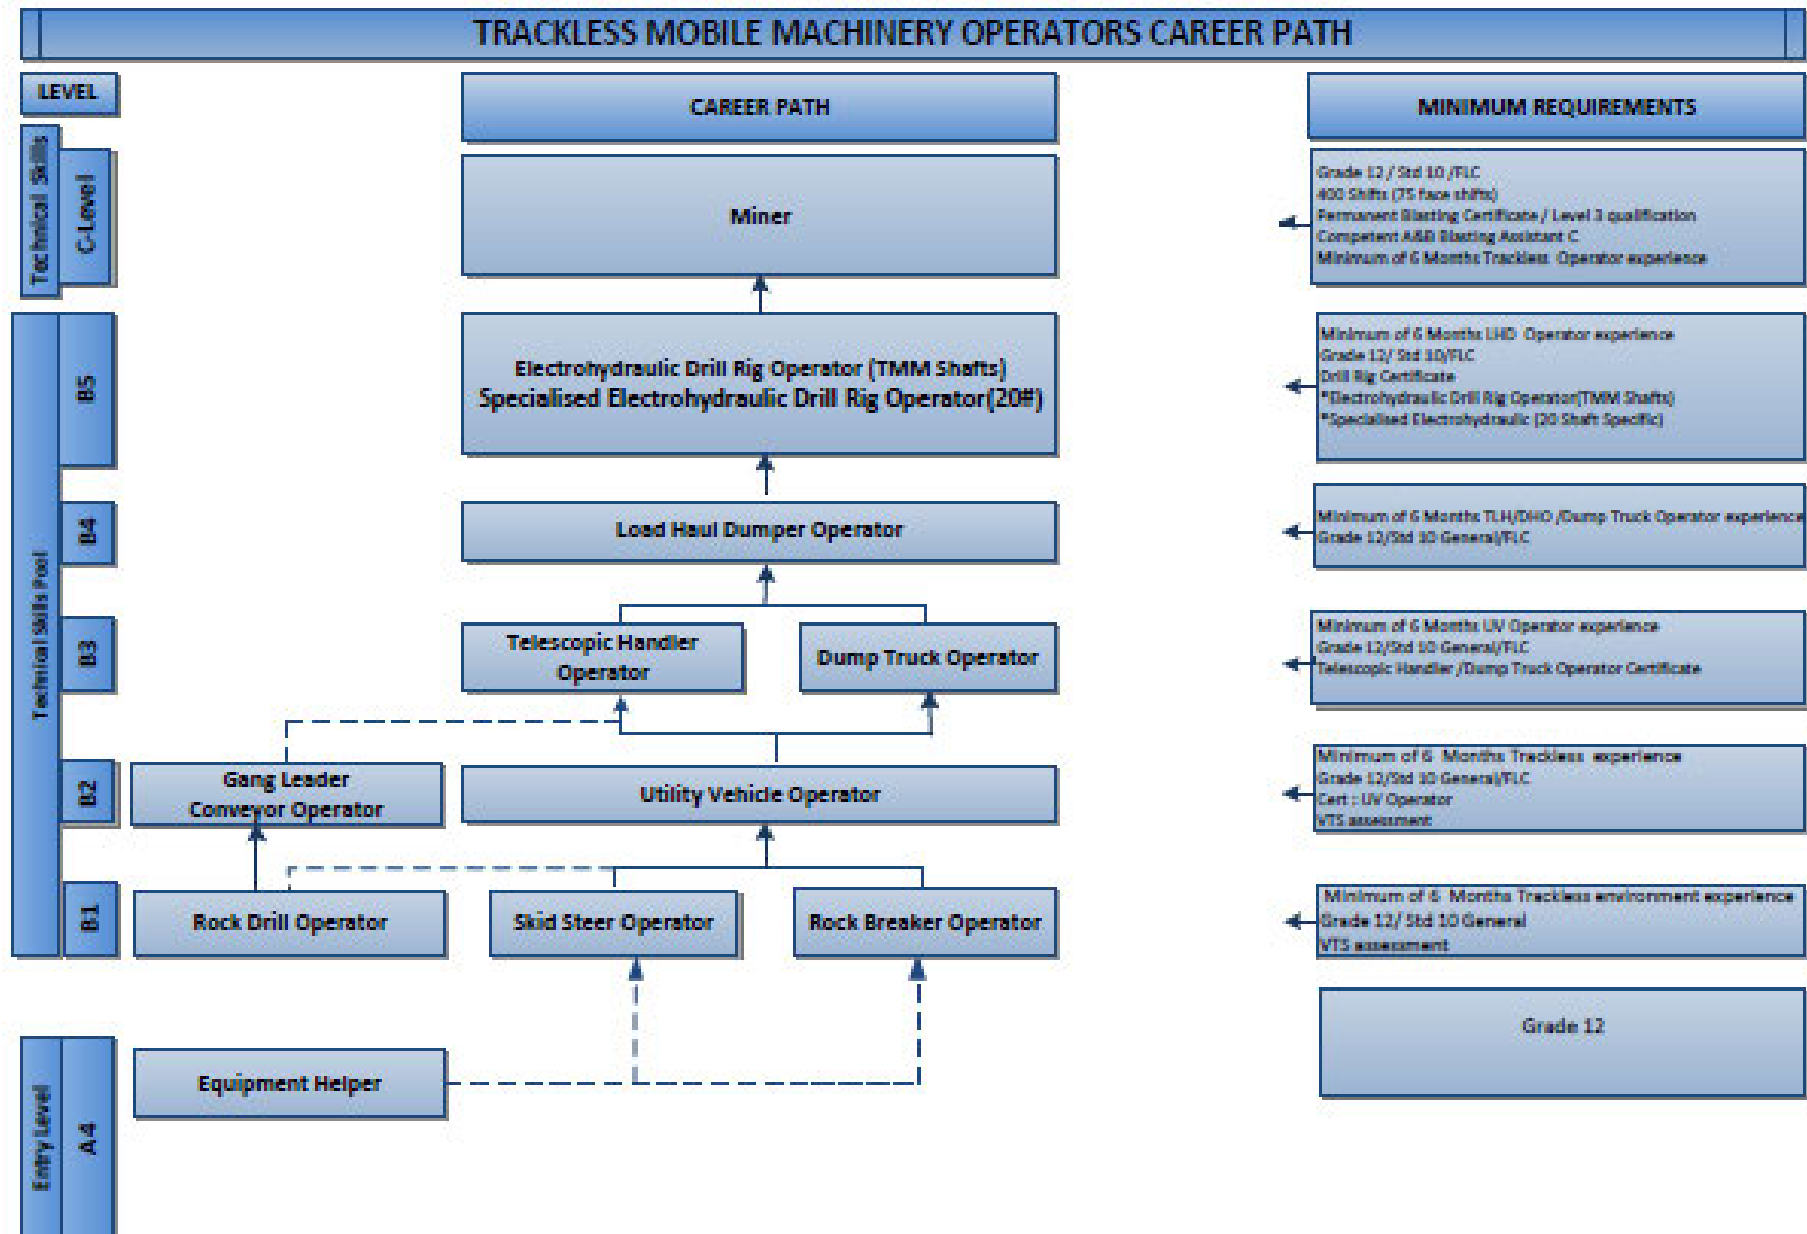 TRACKLESS MOBILE MACHINERY OPERATORS CAREER PATH
LEVEL
CAREER PATH
MINIMUM REQUIREMENTS
Technical Skills
C-Level
Miner
Grade 12 / Std 10 /FLC
400 Shifts (75 face shifts)
Permanent Blasting Certificate / Level 3 qualification
Competent A&B Blasting Assistant C
Minimum of 6 Months Trackless Operator experience
Technical Skills Pool
B5
Electrohydraulic Drill Rig Operator (TMM Shafts)
Specialised Electrohydraulic Drill Rig Operator(20#)
Minimum of 6 Months LHD Operator experience
Grade 12/ Std 10/FLC
Drill Rig Certificate
*Electrohydraulic Drill Rig Operator(TMM Shafts)
*Specialised Electrohydraulic (20 Shaft Specific)
B4
Load Haul Dumper Operator
Minimum of 6 Months TLH/DHO /Dump Truck Operator experience
Grade 12/Std 10 General/FLC
B3
Telescopic Handler
Operator
Dump Truck Operator
Minimum of 6 Months UV Operator experience
Grade 12/Std 10 General/FLC
Telescopic Handler /Dump Truck Operator Certificate
B2
Gang Leader
Conveyor Operator
Utility Vehicle Operator
Minimum of 6 Months Trackless experience
Grade 12/Std 10 General/FLC
Cert : UV Operator
VTS assessment
B1
Rock Drill Operator
Skid Steer Operator
Rock Breaker Operator
Minimum of 6 Months Trackless environment experience
Grade 12/ Std 10 General
VTS assessment
Grade 12
Entry Level
A4
Equipment Helper